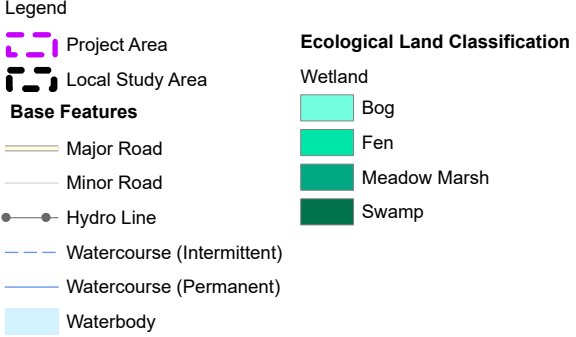 Legend
Project Area
Local Study Area
Base Features
Major Road
Minor Road
Hydro Line
Watercourse (Intermittent)
Watercourse (Permanent)
Waterbody
Ecological Land Classification
Wetland
Bog
Fen
Meadow Marsh
Swamp